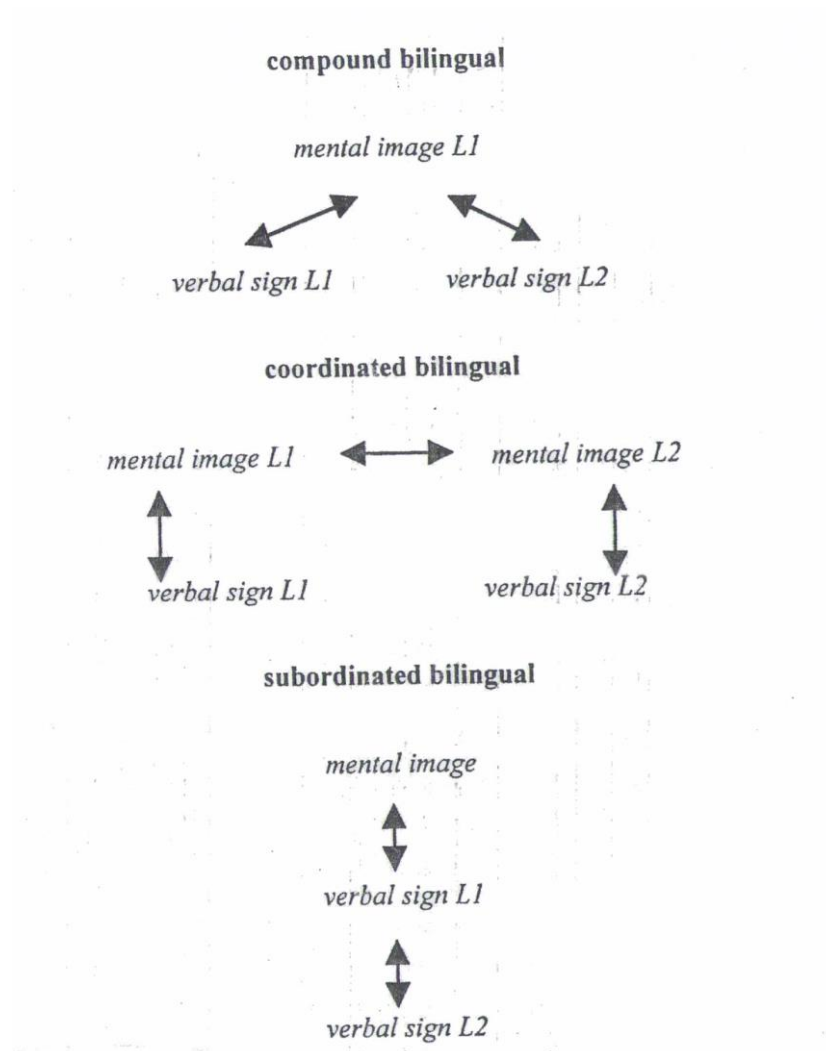 compound bilingual
mental image L1
verbal sign L1 verbal sign L2
coordinated bilingual
mental image L1 mental image L2
verbal sign L1 verbal sign L2
subordinated bilingual
mental image
verbal sign L1
verbal sign L2